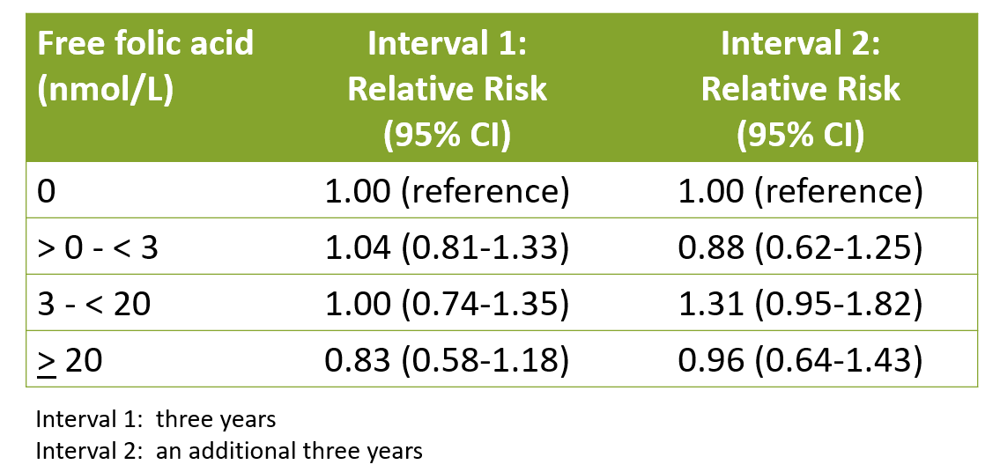 Free folic acid (nmol/L) Interval 1: Relative Risk (95% CI) Interval 2: Relative Risk (95% CI)
0 1.00 (reference) 1.00 (reference)
> 0 - < 3 1.04 (0.81-1.33) 0.88 (0.62-1.25)
3 - < 20 1.00 (0.74-1.35) 1.31 (0.95-1.82)
≥ 20 0.83 (0.58-1.18) 0.96 (0.64-1.43)
Interval 1: three years
Interval 2: an additional three years